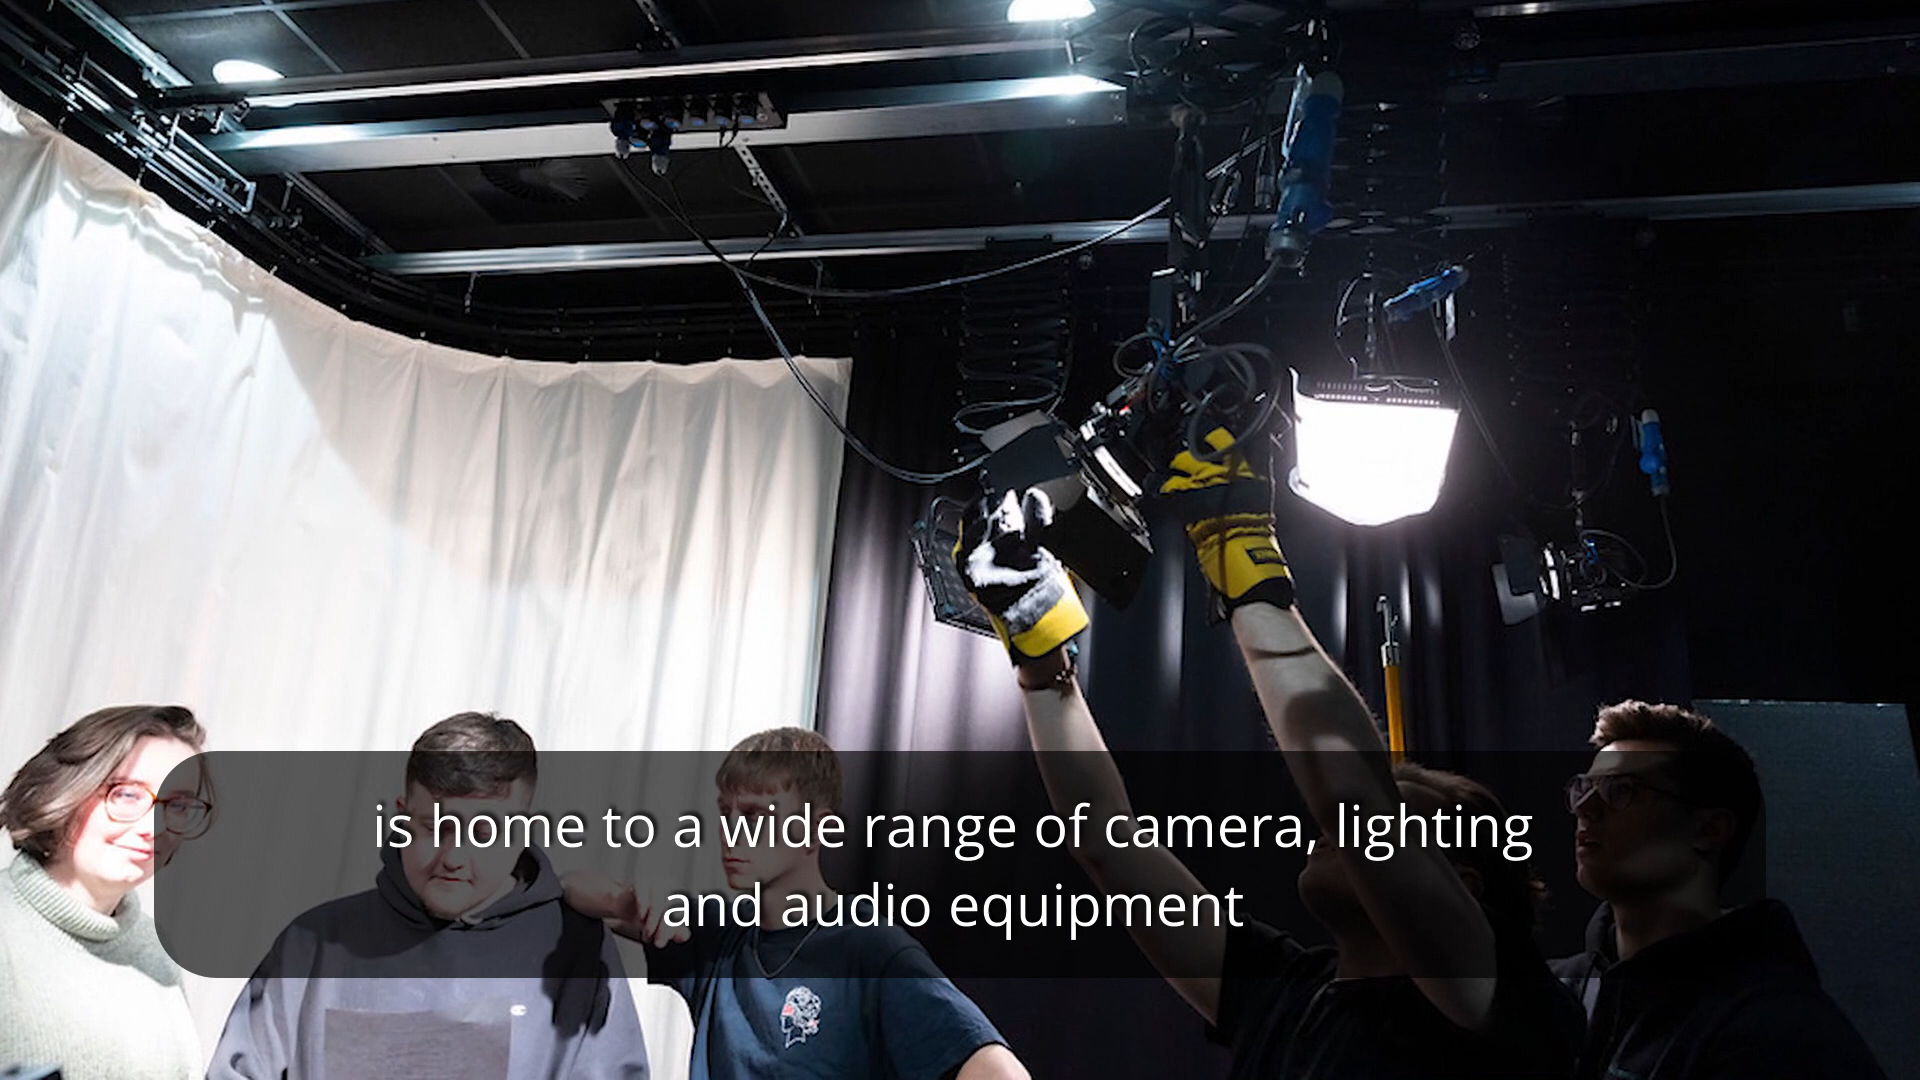 is home to a wide range of camera, lighting
and audio equipment